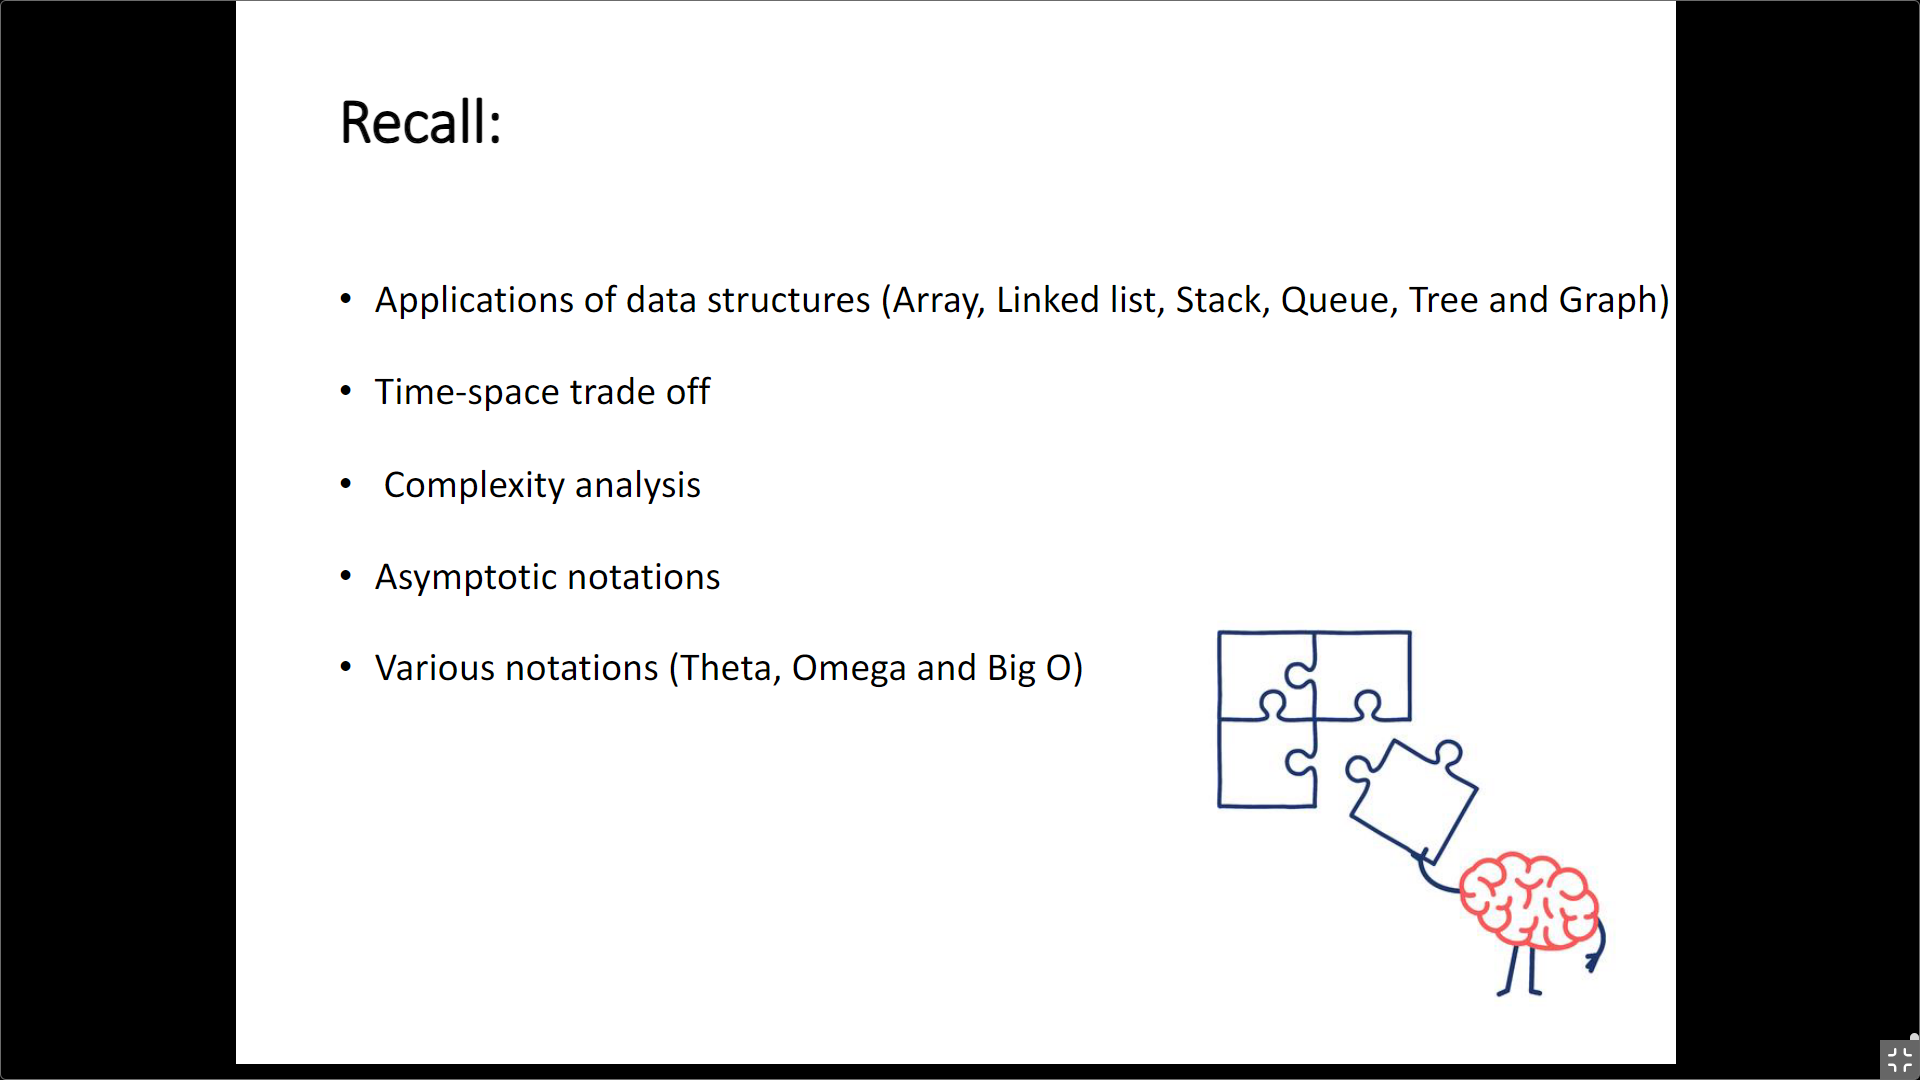 Recall:
• Applications of data structures (Array, Linked list, Stack, Queue, Tree and Graph)
• Time-space trade off
• Complexity analysis
• Asymptotic notations
• Various notations (Theta, Omega and Big O)